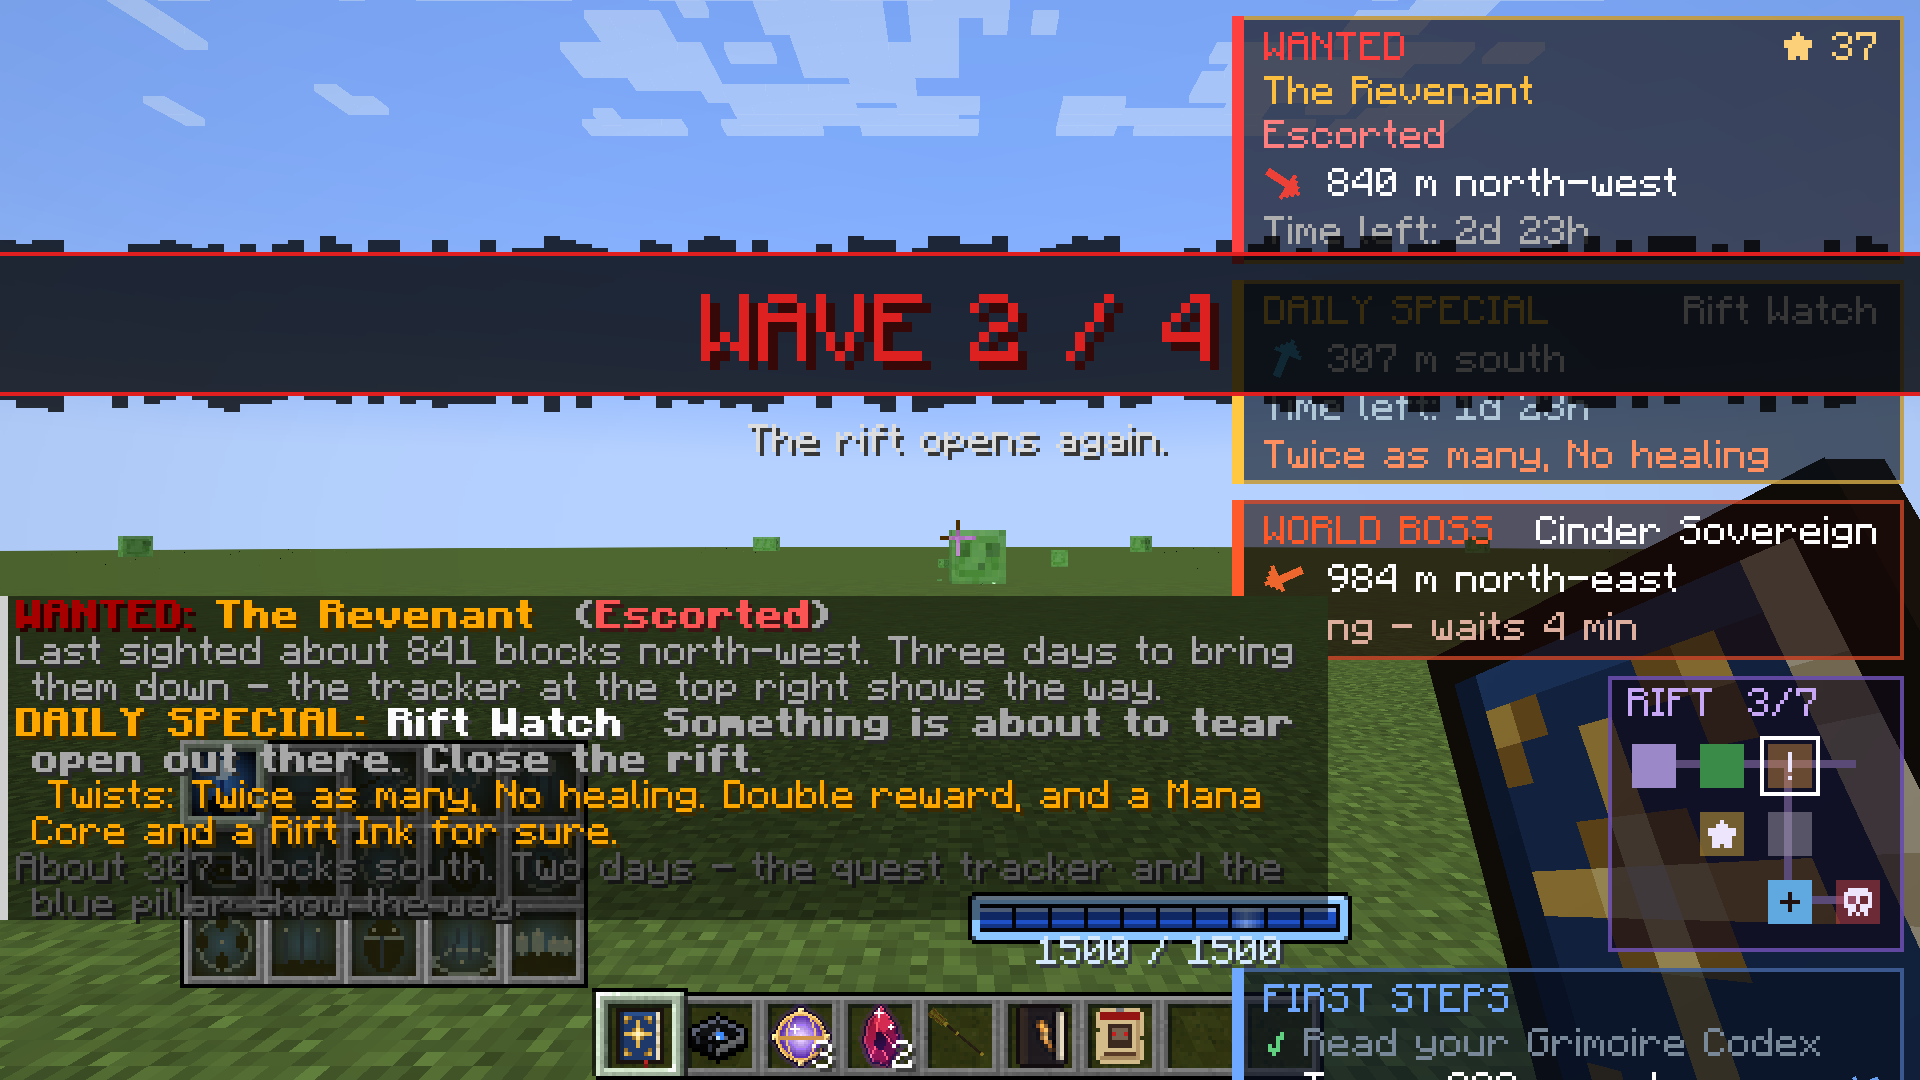 WANTED
37
The Revenant
Escorted
840 m north-west
Time left: 2d 23h
WAVE 2 / 4
DAILY SPECIAL
Rift Watch
307 m south
Time left: 1d 23h
Twice as many, No healing
The rift opens again.
WORLD BOSS
Cinder Sovereign
984 m north-east
ng - waits 4 min
WANTED: The Revenant (Escorted)
Last sighted about 841 blocks north-west. Three days to bring
them down - the tracker at the top right shows the way.
DAILY SPECIAL: Rift Watch Something is about to tear
open out there. Close the rift.
Twists: Twice as many, No healing. Double reward, and a Mana
Core and a Rift Ink for sure.
About 307 blocks south. Two days - the quest tracker and the
blue pillar show the way.
RIFT 3/7
!
+
1500 / 1500
3
2
FIRST STEPS
✓ Read your Grimoire Codex